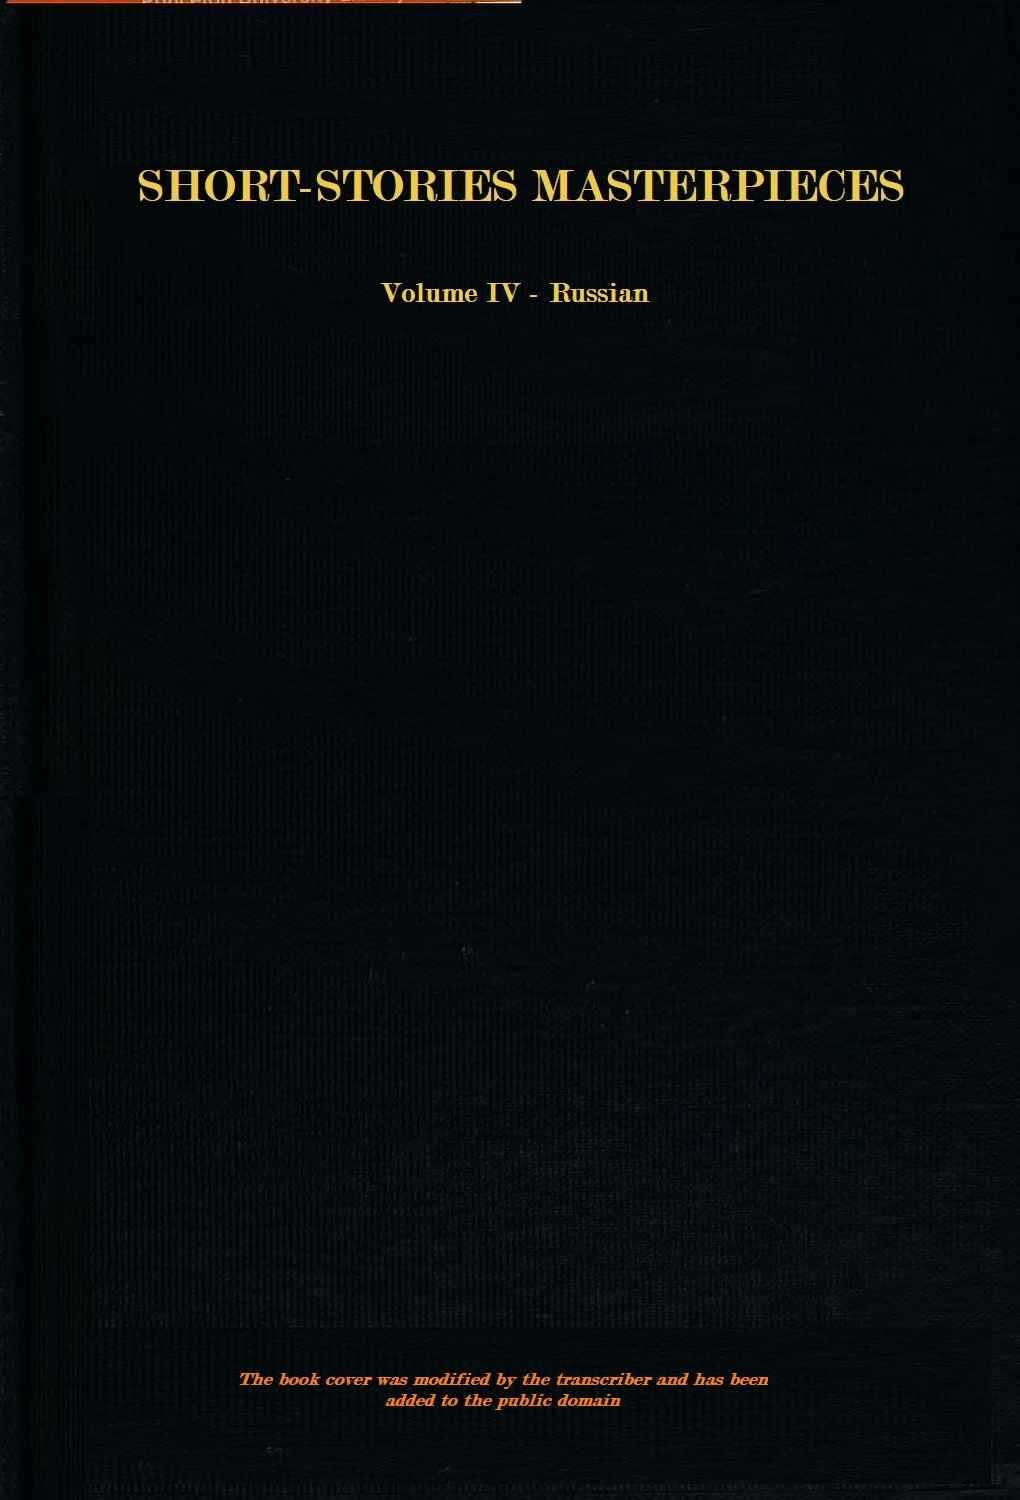 SHORT-STORIES MASTERPIECES
Volume IV - Russian
The book cover was modified by the transcriber and has been
added to the public domain